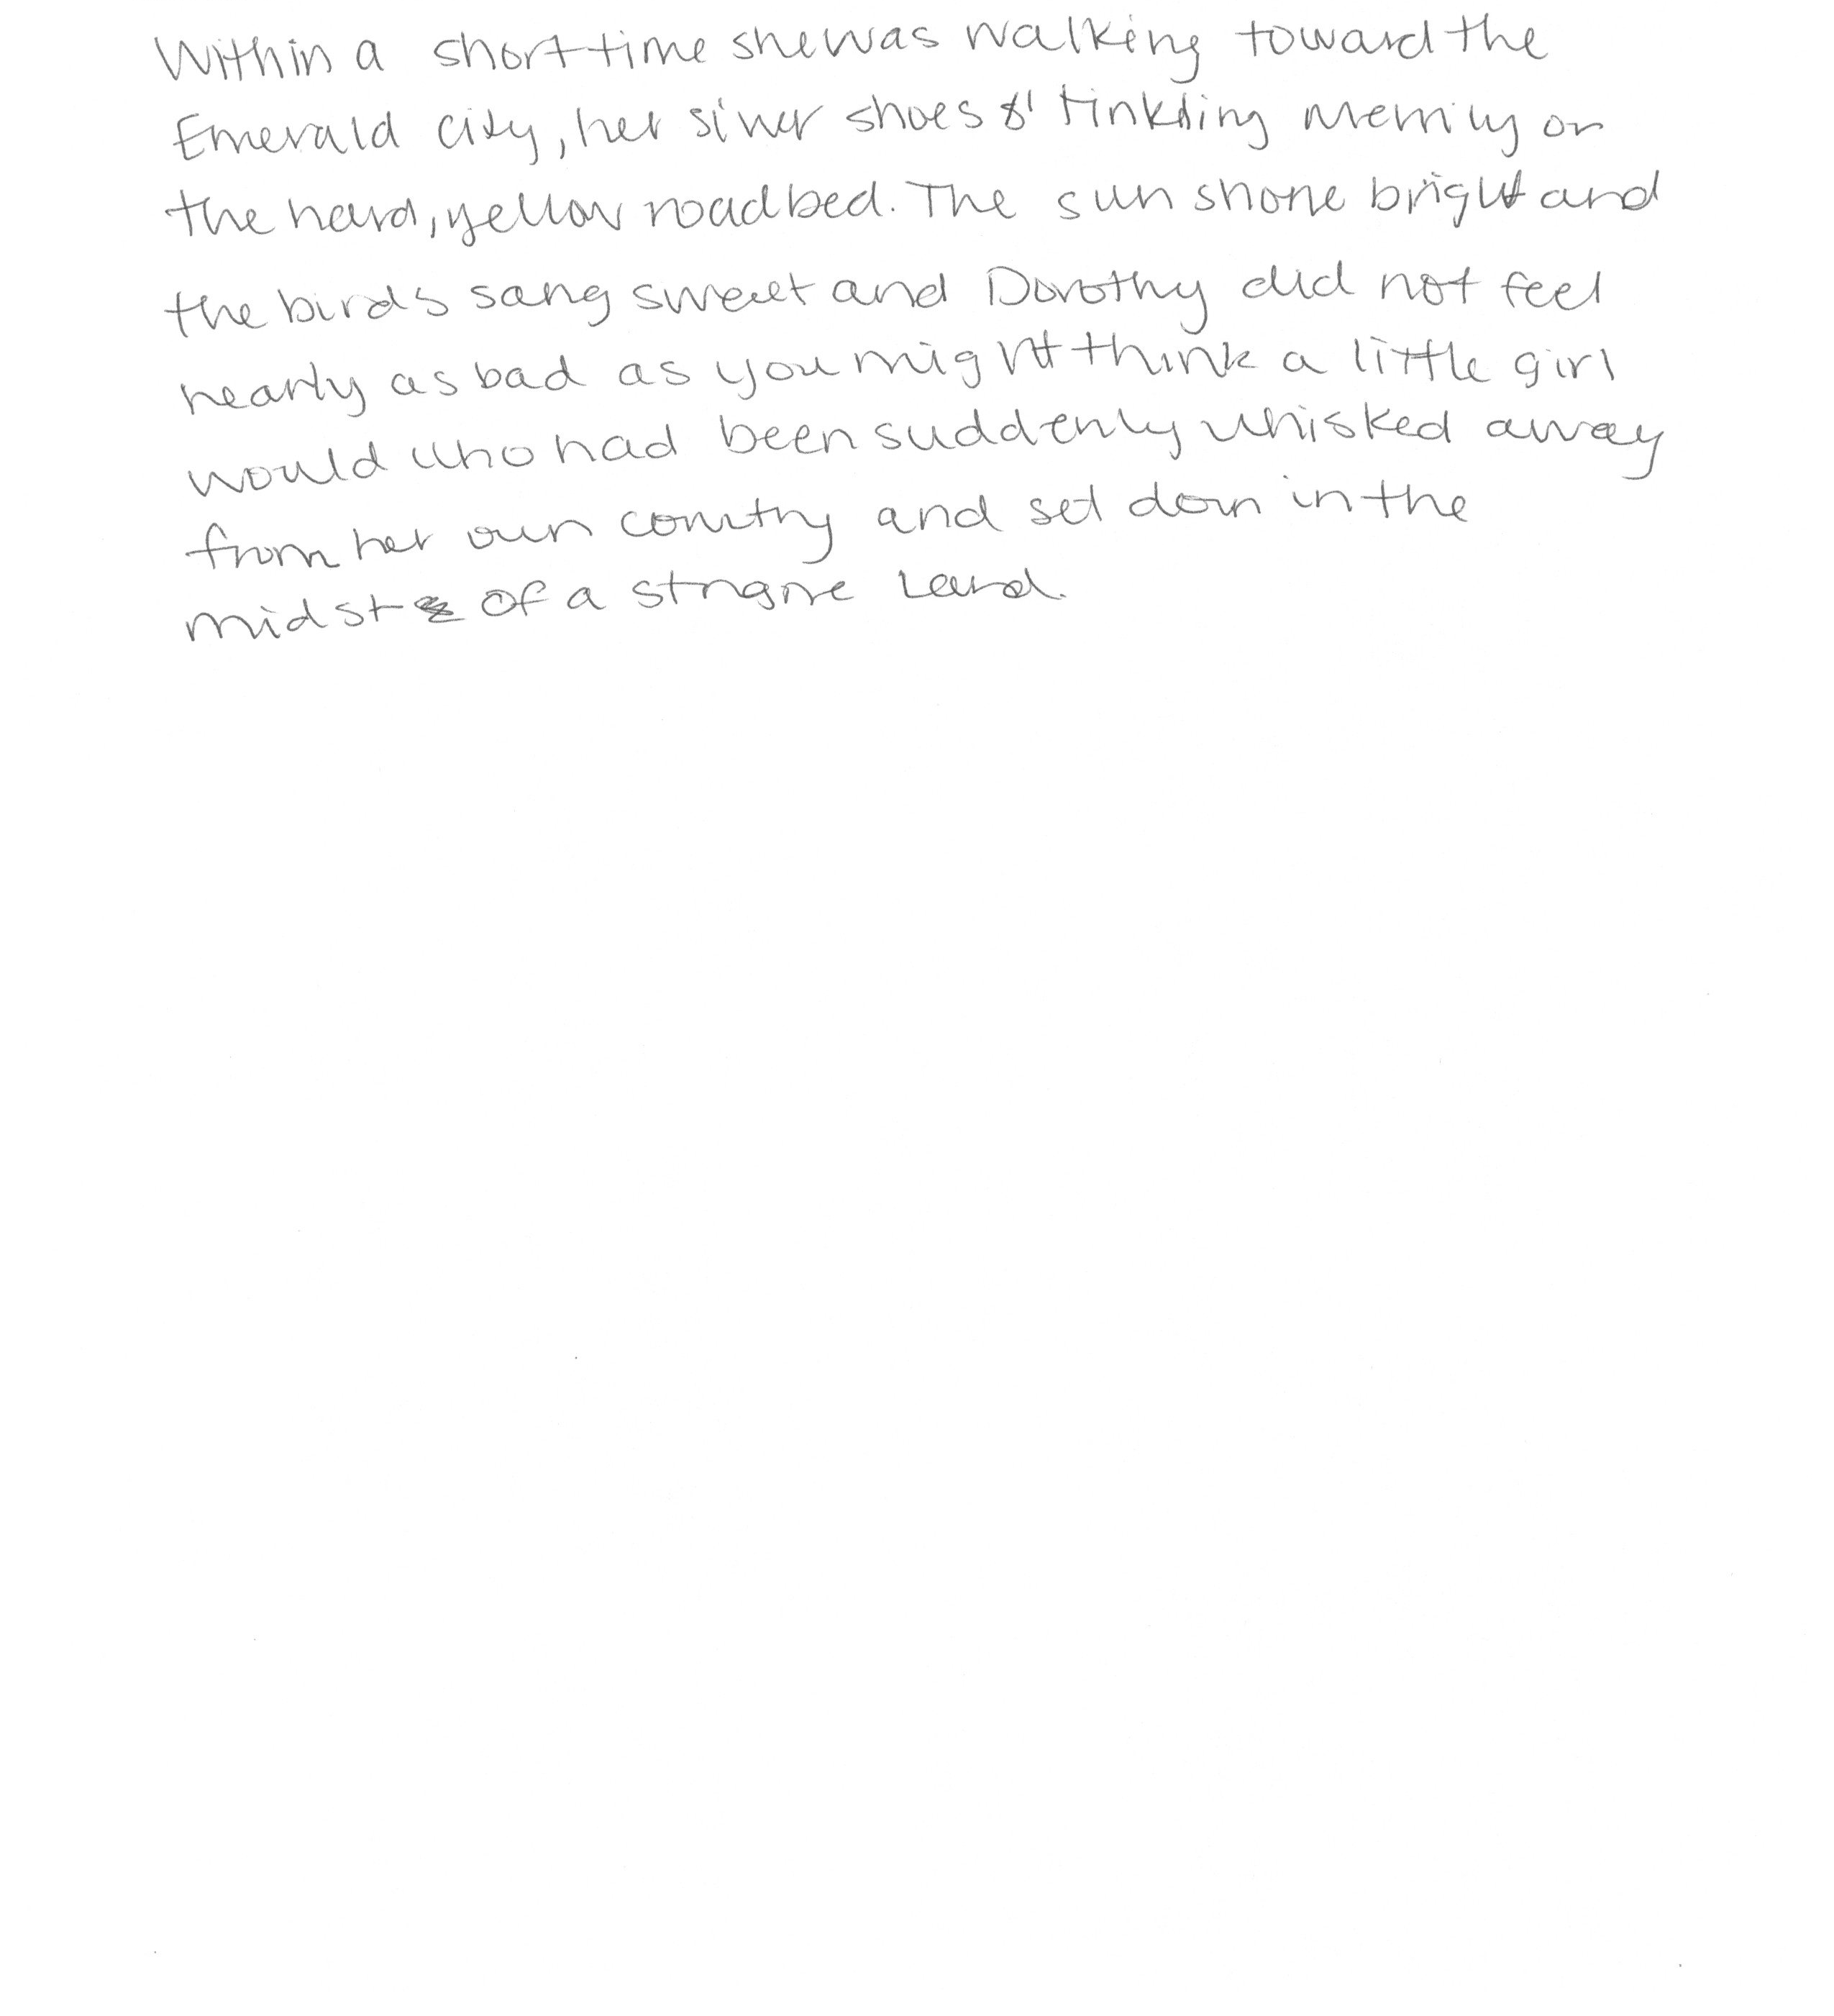 Within a short time she was walking toward the
Emerald City, her silver shoes tinkling merrily on
the hard, yellow roadbed. The sun shone bright and
the birds sang sweet and Dorothy did not feel
nearly as bad as you might think a little girl
would who had been suddenly whisked away
from her own country and set down in the
midst of a strange land.